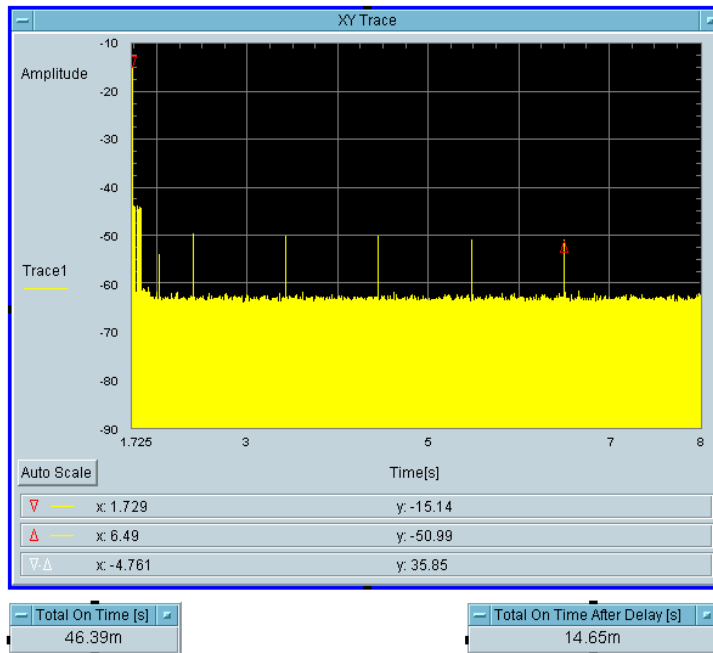 XY Trace
Amplitude
-10
-20
-30
-40
-50
-60
-70
-80
-90
Trace1
1.725 3 5 7 8
Auto Scale
Time[s]
x: 1.729 y: -15.14
x: 6.49 y: -50.99
x: -4.761 y: 35.85
Total On Time [s]
46.39m
Total On Time After Delay [s]
14.65m